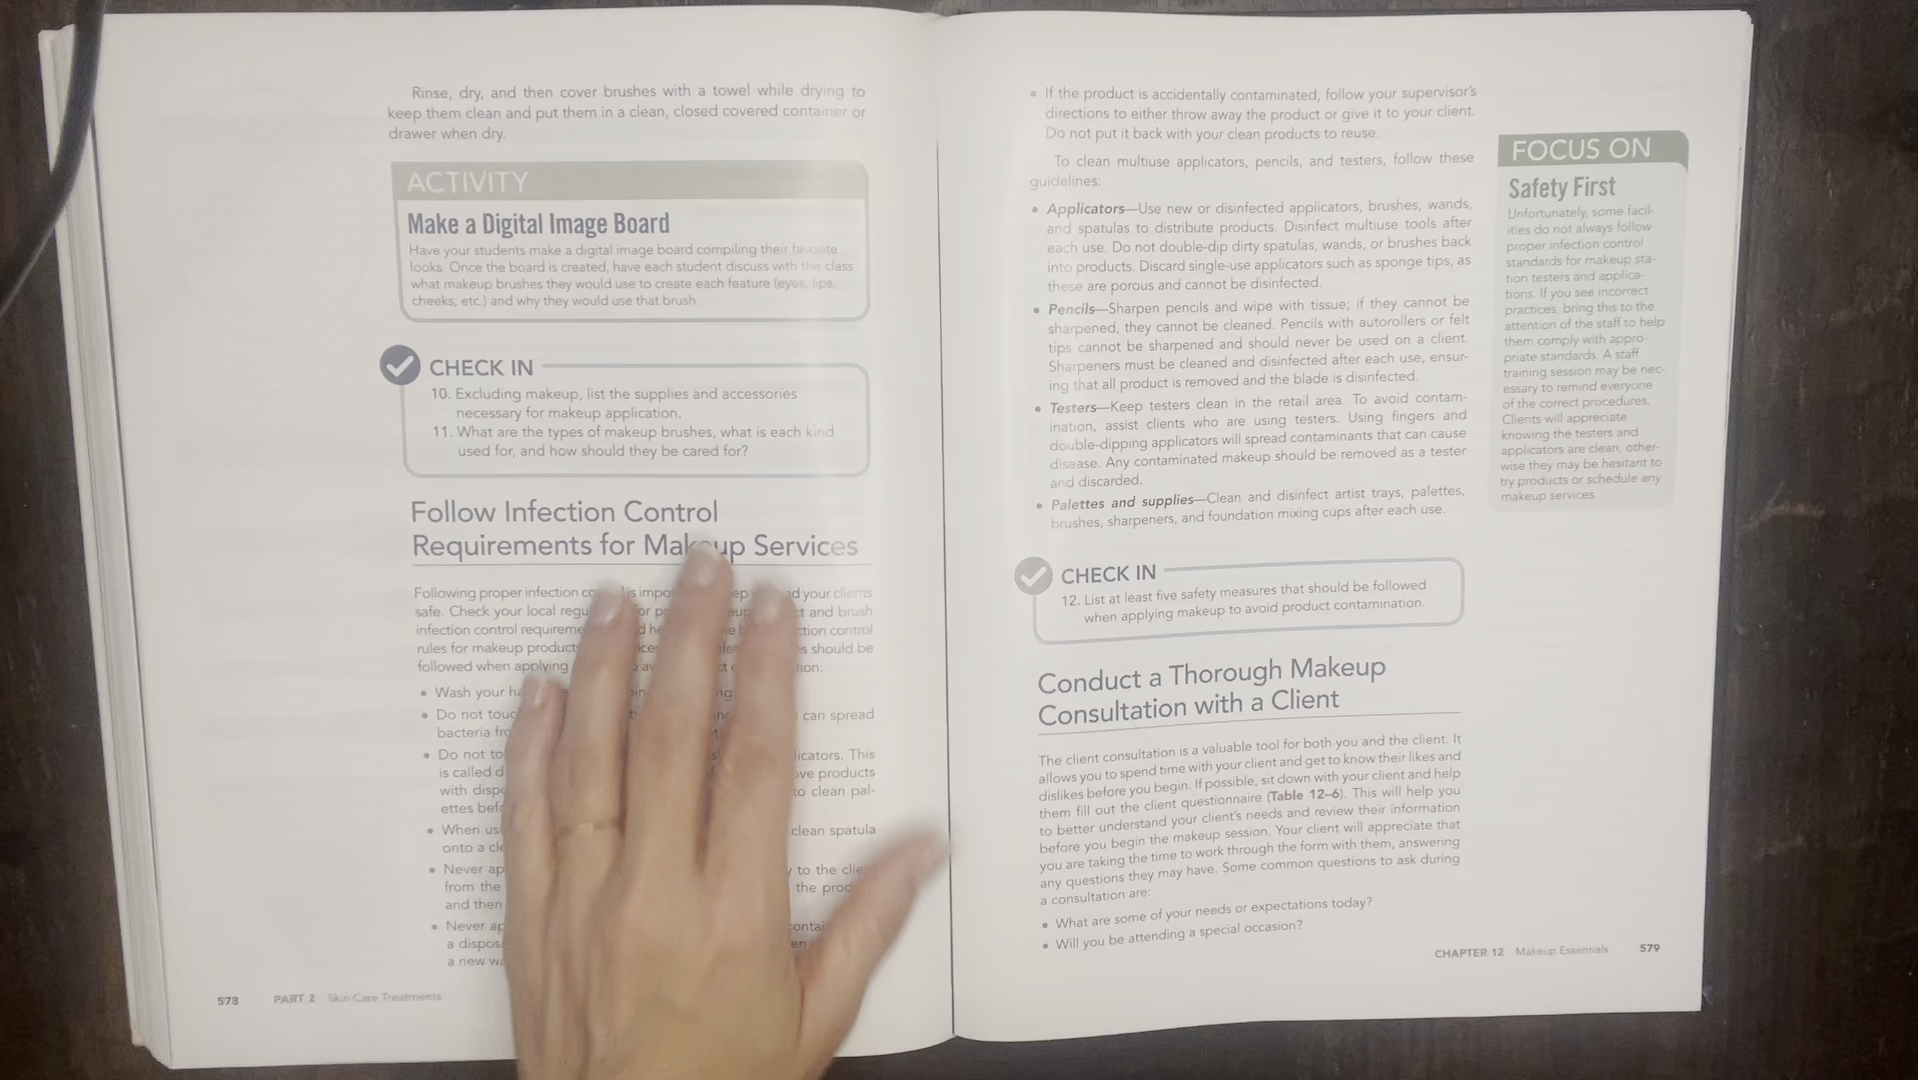 Rinse, dry, and then cover brushes with a towel while drying to
keep them clean and put them in a clean, closed covered container or
drawer when dry.
ACTIVITY
Make a Digital Image Board
Have your students make a digital image board compiling their favorite
looks. Once the board is created, have each student discuss with the class
what makeup brushes they would use to create each feature (eyes, lips,
cheeks, etc.) and why they would use that brush.
CHECK IN
10. Excluding makeup, list the supplies and accessories
necessary for makeup application.
11. What are the types of makeup brushes, what is each kind
used for, and how should they be cared for?
Follow Infection Control
Requirements for Makeup Services
Following proper infection is your clients
safe. Check your local and brush
infection control control
rules for makeup should be
followed when applying
Wash your
Do not can spread
bacteria
Do not This
is called products
with to clean pal-
ettes
When clean spatula
onto a
Never to the
from the the
and then
Never
a
a new
578 PART 2 Skin Care Treatments
• If the product is accidentally contaminated, follow your supervisor's
directions to either throw away the product or give it to your client.
Do not put it back with your clean products to reuse.
To clean multiuse applicators, pencils, and testers, follow these
guidelines:
• Applicators—Use new or disinfected applicators, brushes, wands,
and spatulas to distribute products. Disinfect multiuse tools after
each use. Do not double-dip dirty spatulas, wands, or brushes back
into products. Discard single-use applicators such as sponge tips, as
these are porous and cannot be disinfected.
• Pencils—Sharpen pencils and wipe with tissue; if they cannot be
sharpened, they cannot be cleaned. Pencils with autorollers or felt
tips cannot be sharpened and should never be used on a client.
Sharpeners must be cleaned and disinfected after each use, ensur-
ing that all product is removed and the blade is disinfected.
• Testers—Keep testers clean in the retail area. To avoid contam-
ination, assist clients who are using testers. Using fingers and
double-dipping applicators will spread contaminants that can cause
disease. Any contaminated makeup should be removed as a tester
and discarded.
• Palettes and supplies—Clean and disinfect artist trays, palettes,
brushes, sharpeners, and foundation mixing cups after each use.
CHECK IN
12. List at least five safety measures that should be followed
when applying makeup to avoid product contamination.
Conduct a Thorough Makeup
Consultation with a Client
The client consultation is a valuable tool for both you and the client. It
allows you to spend time with your client and get to know their likes and
dislikes before you begin. If possible, sit down with your client and help
them fill out the client questionnaire (Table 12–6). This will help you
to better understand your client's needs and review their information
before you begin the makeup session. Your client will appreciate that
you are taking the time to work through the form with them, answering
any questions they may have. Some common questions to ask during
a consultation are:
• What are some of your needs or expectations today?
• Will you be attending a special occasion?
FOCUS ON
Safety First
Unfortunately, some facil-
ities do not always follow
proper infection control
standards for makeup sta-
tion testers and applica-
tions. If you see incorrect
practices, bring this to the
attention of the staff to help
them comply with appro-
priate standards. A staff
training session may be nec-
essary to remind everyone
of the correct procedures.
Clients will appreciate
knowing the testers and
applicators are clean, other-
wise they may be hesitant to
try products or schedule any
makeup services.
CHAPTER 12 Makeup Essentials 579